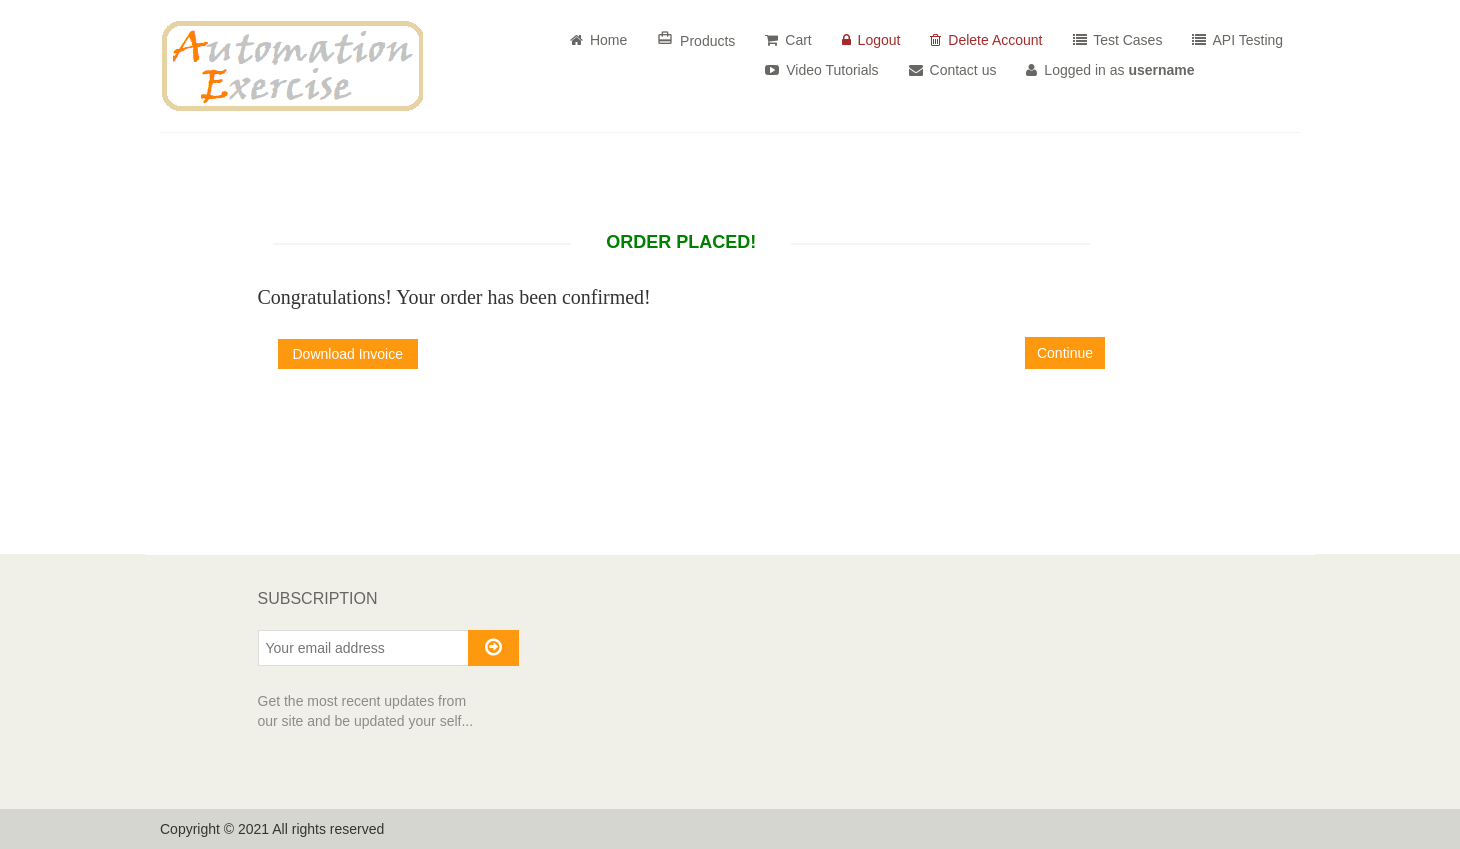 Automation
Exercise
Home Products Cart Logout Delete Account Test Cases API Testing
Video Tutorials Contact us Logged in as username
ORDER PLACED!
Congratulations! Your order has been confirmed!
Download Invoice Continue
SUBSCRIPTION
Your email address
Get the most recent updates from
our site and be updated your self...
Copyright © 2021 All rights reserved